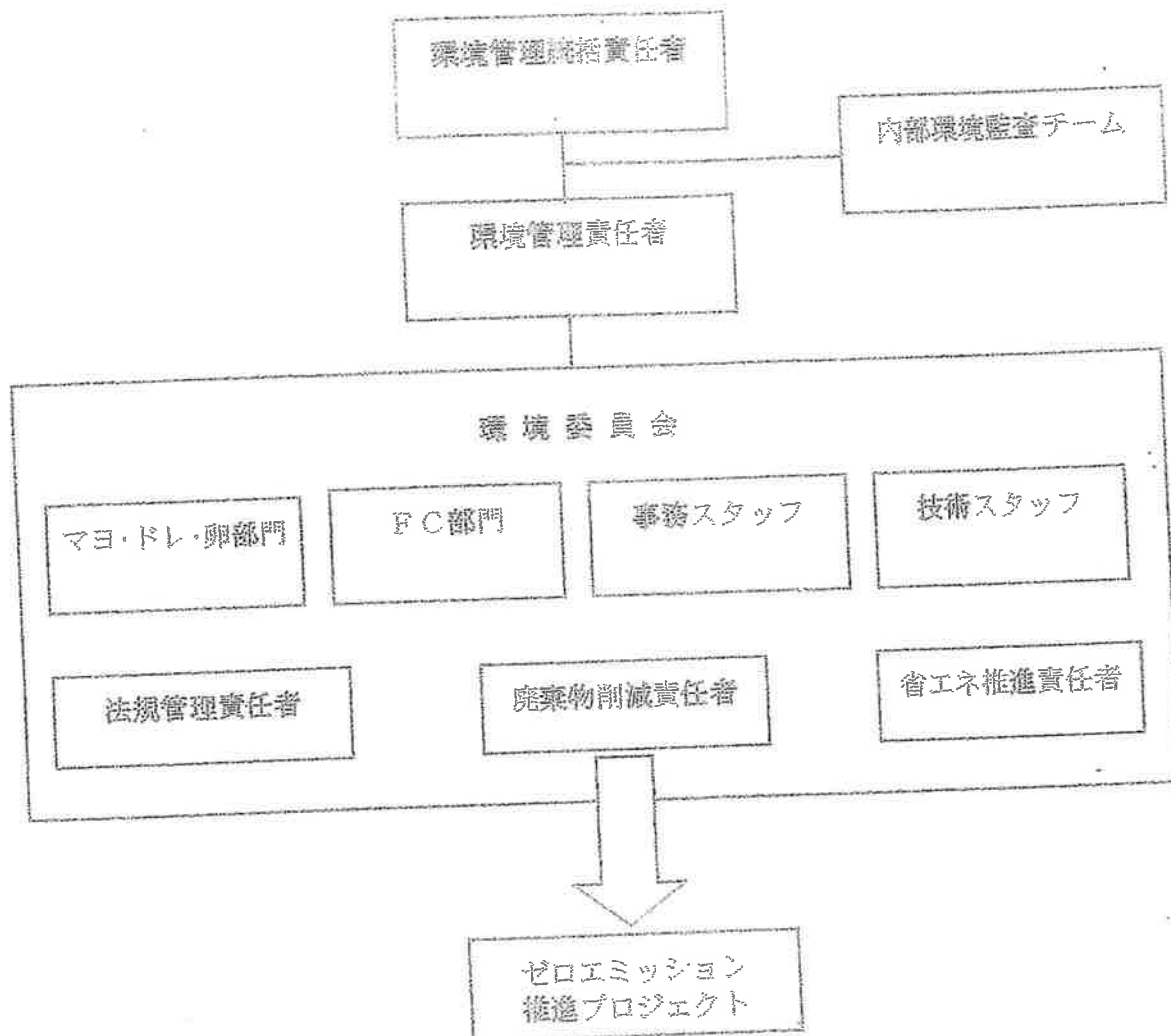 環境管理統括責任者
内部環境監査チーム
環境管理責任者
環境委員会
マヨ・ドレ・卵部門
FC部門
事務スタッフ
技術スタッフ
法規管理責任者
廃棄物削減責任者
省エネ推進責任者
ゼロエミッション
推進プロジェクト